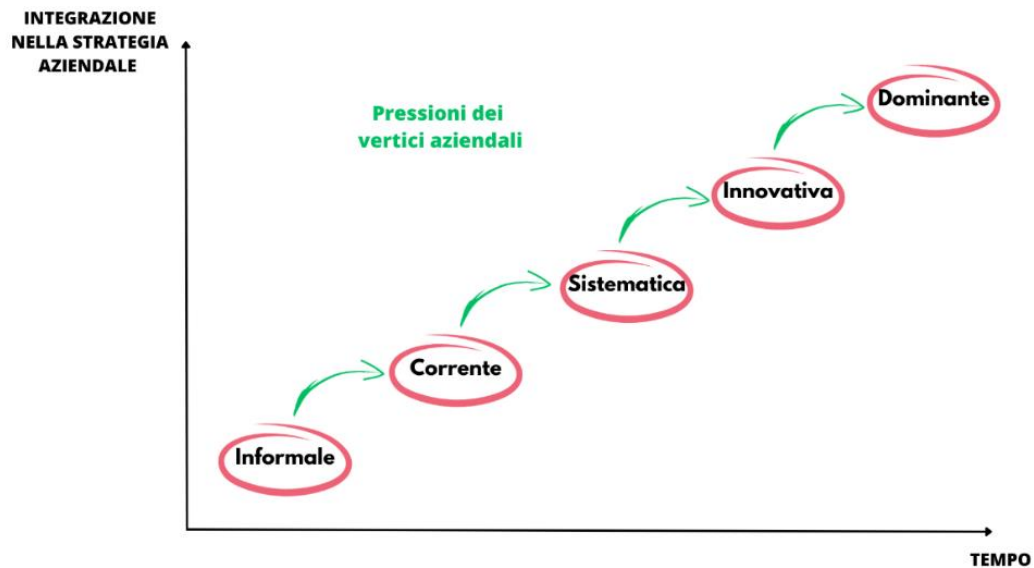 INTEGRAZIONE
NELLA STRATEGIA
AZIENDALE
Dominante
Pressioni dei
vertici aziendali
Innovativa
Sistematica
Corrente
Informale
TEMPO